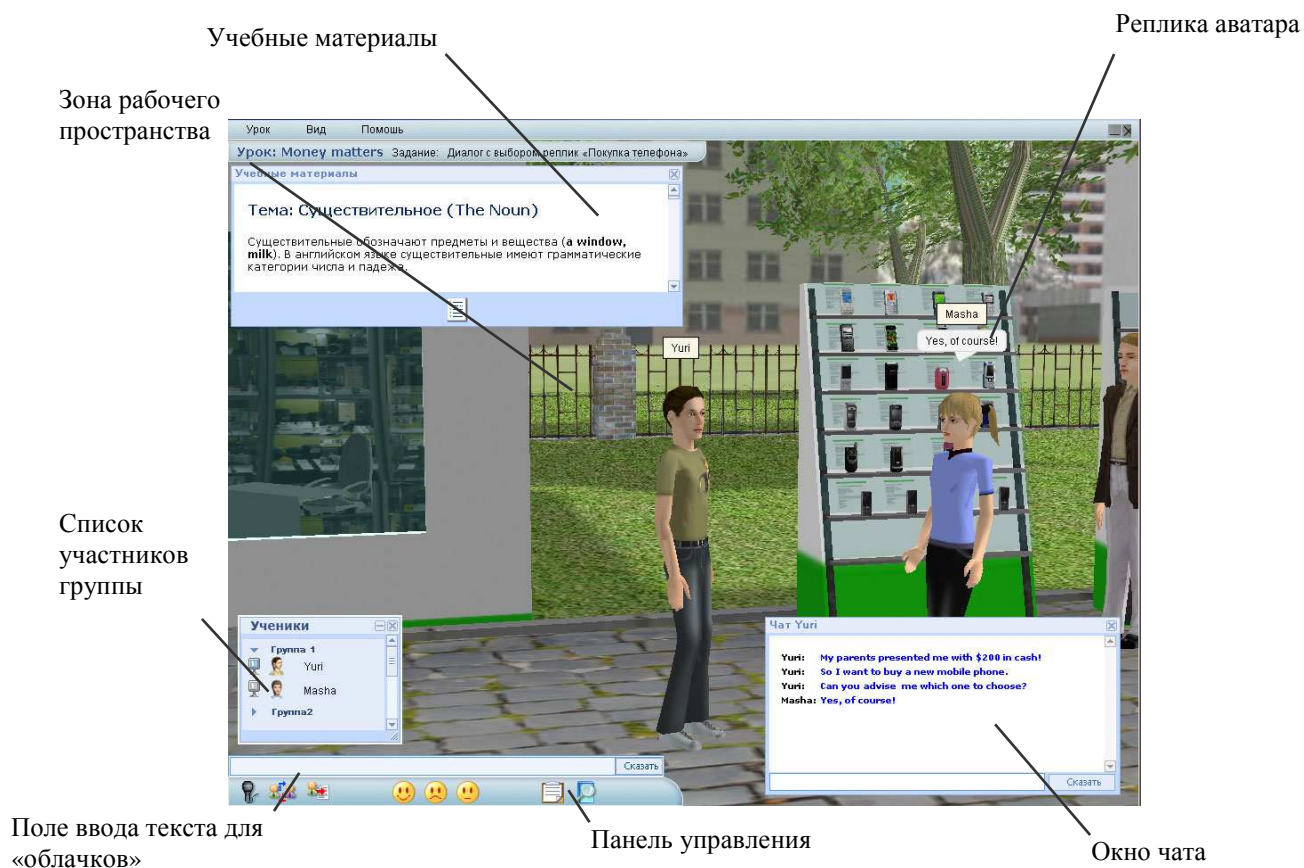 Учебные материалы
Реплика аватара
Зона рабочего
пространства
Урок Вид Помощь
Урок: Money matters Задание: Диалог с выбором реплик «Покупка телефона»
Учебные материалы
Тема: Существительное (The Noun)
Существительные обозначают предметы и вещества (a window,
milk). В английском языке существительные имеют грамматические
категории числа и падежа.
Masha
Yes, of course!
Yuri
Список
участников
группы
Ученики
Группа 1
Yuri
Masha
Группа2
Чат Yuri
Yuri: My parents presented me with $200 in cash!
Yuri: So I want to buy a new mobile phone.
Yuri: Can you advise me which one to choose?
Masha: Yes, of course!
Сказать
Сказать
Поле ввода текста для
«облачков»
Панель управления
Окно чата